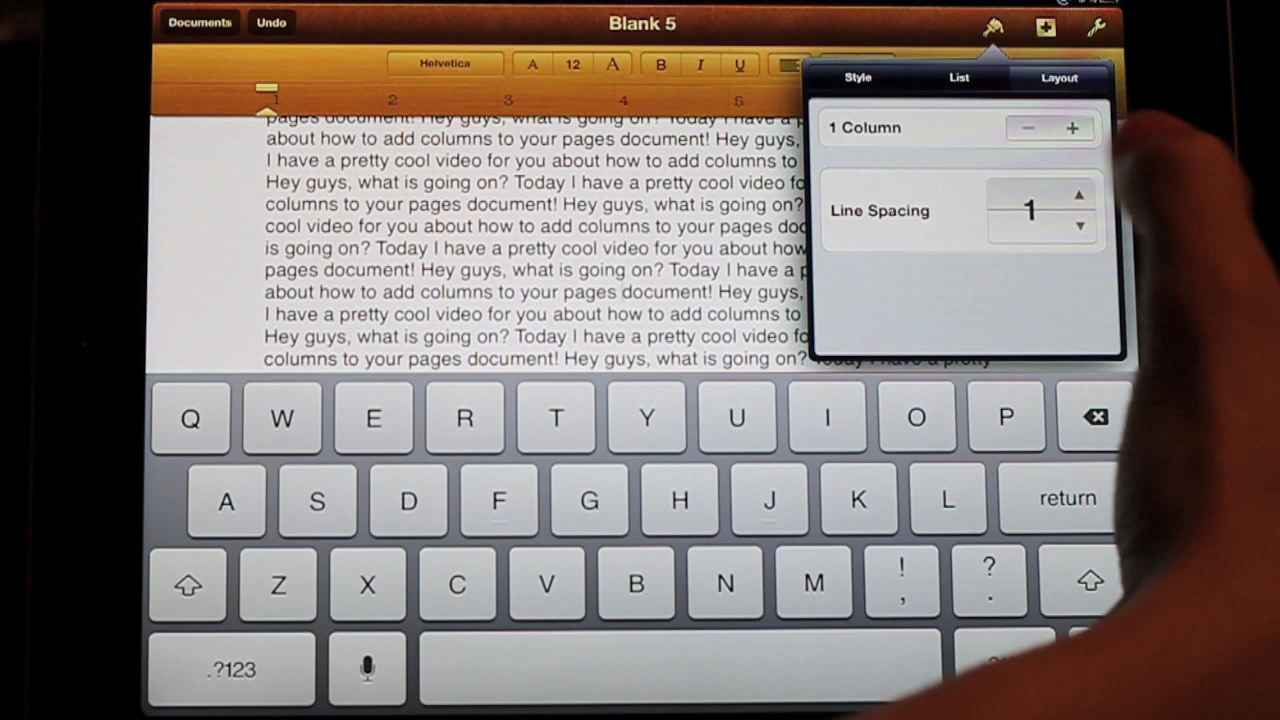 Documents Undo Blank 5
Helvetica A 12 A B I U
Style List Layout
1 2 3 4 5
1 Column − +
Line Spacing 1
pages document! Hey guys, what is going on? Today I have a p
about how to add columns to your pages document! Hey guys,
I have a pretty cool video for you about how to add columns to
Hey guys, what is going on? Today I have a pretty cool video fo
columns to your pages document! Hey guys, what is going on?
cool video for you about how to add columns to your pages doc
is going on? Today I have a pretty cool video for you about how
pages document! Hey guys, what is going on? Today I have a p
about how to add columns to your pages document! Hey guys,
I have a pretty cool video for you about how to add columns to
Hey guys, what is going on? Today I have a pretty cool video fo
columns to your pages document! Hey guys, what is going on? Today I have a pretty
Q W E R T Y U I O P
A S D F G H J K L return
Z X C V B N M ! , ? .
.?123